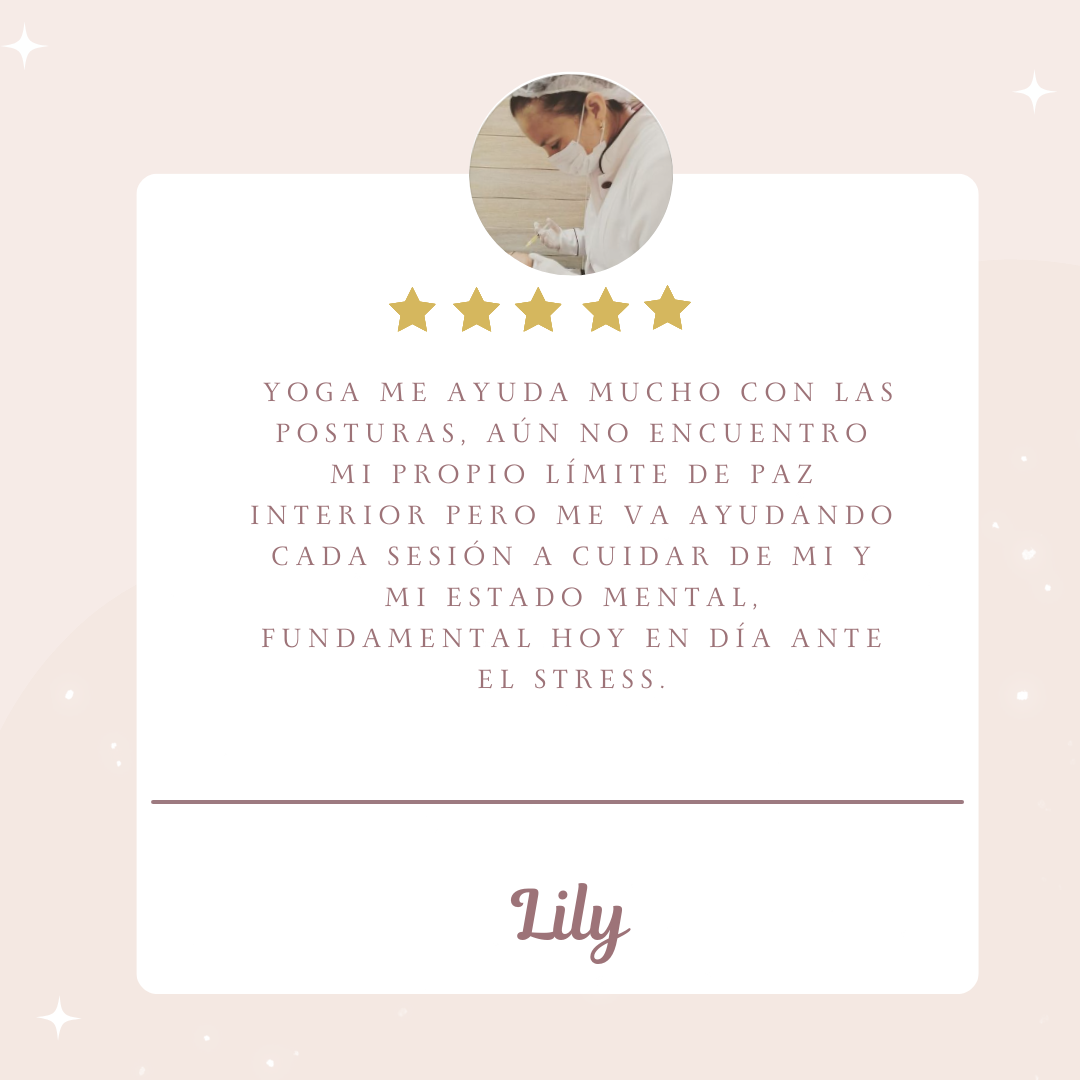 YOGA ME AYUDA MUCHO CON LAS
POSTURAS, AÚN NO ENCUENTRO
MI PROPIO LÍMITE DE PAZ
INTERIOR PERO ME VA AYUDANDO
CADA SESIÓN A CUIDAR DE MI Y
MI ESTADO MENTAL,
FUNDAMENTAL HOY EN DÍA ANTE
EL STRESS.
Lily